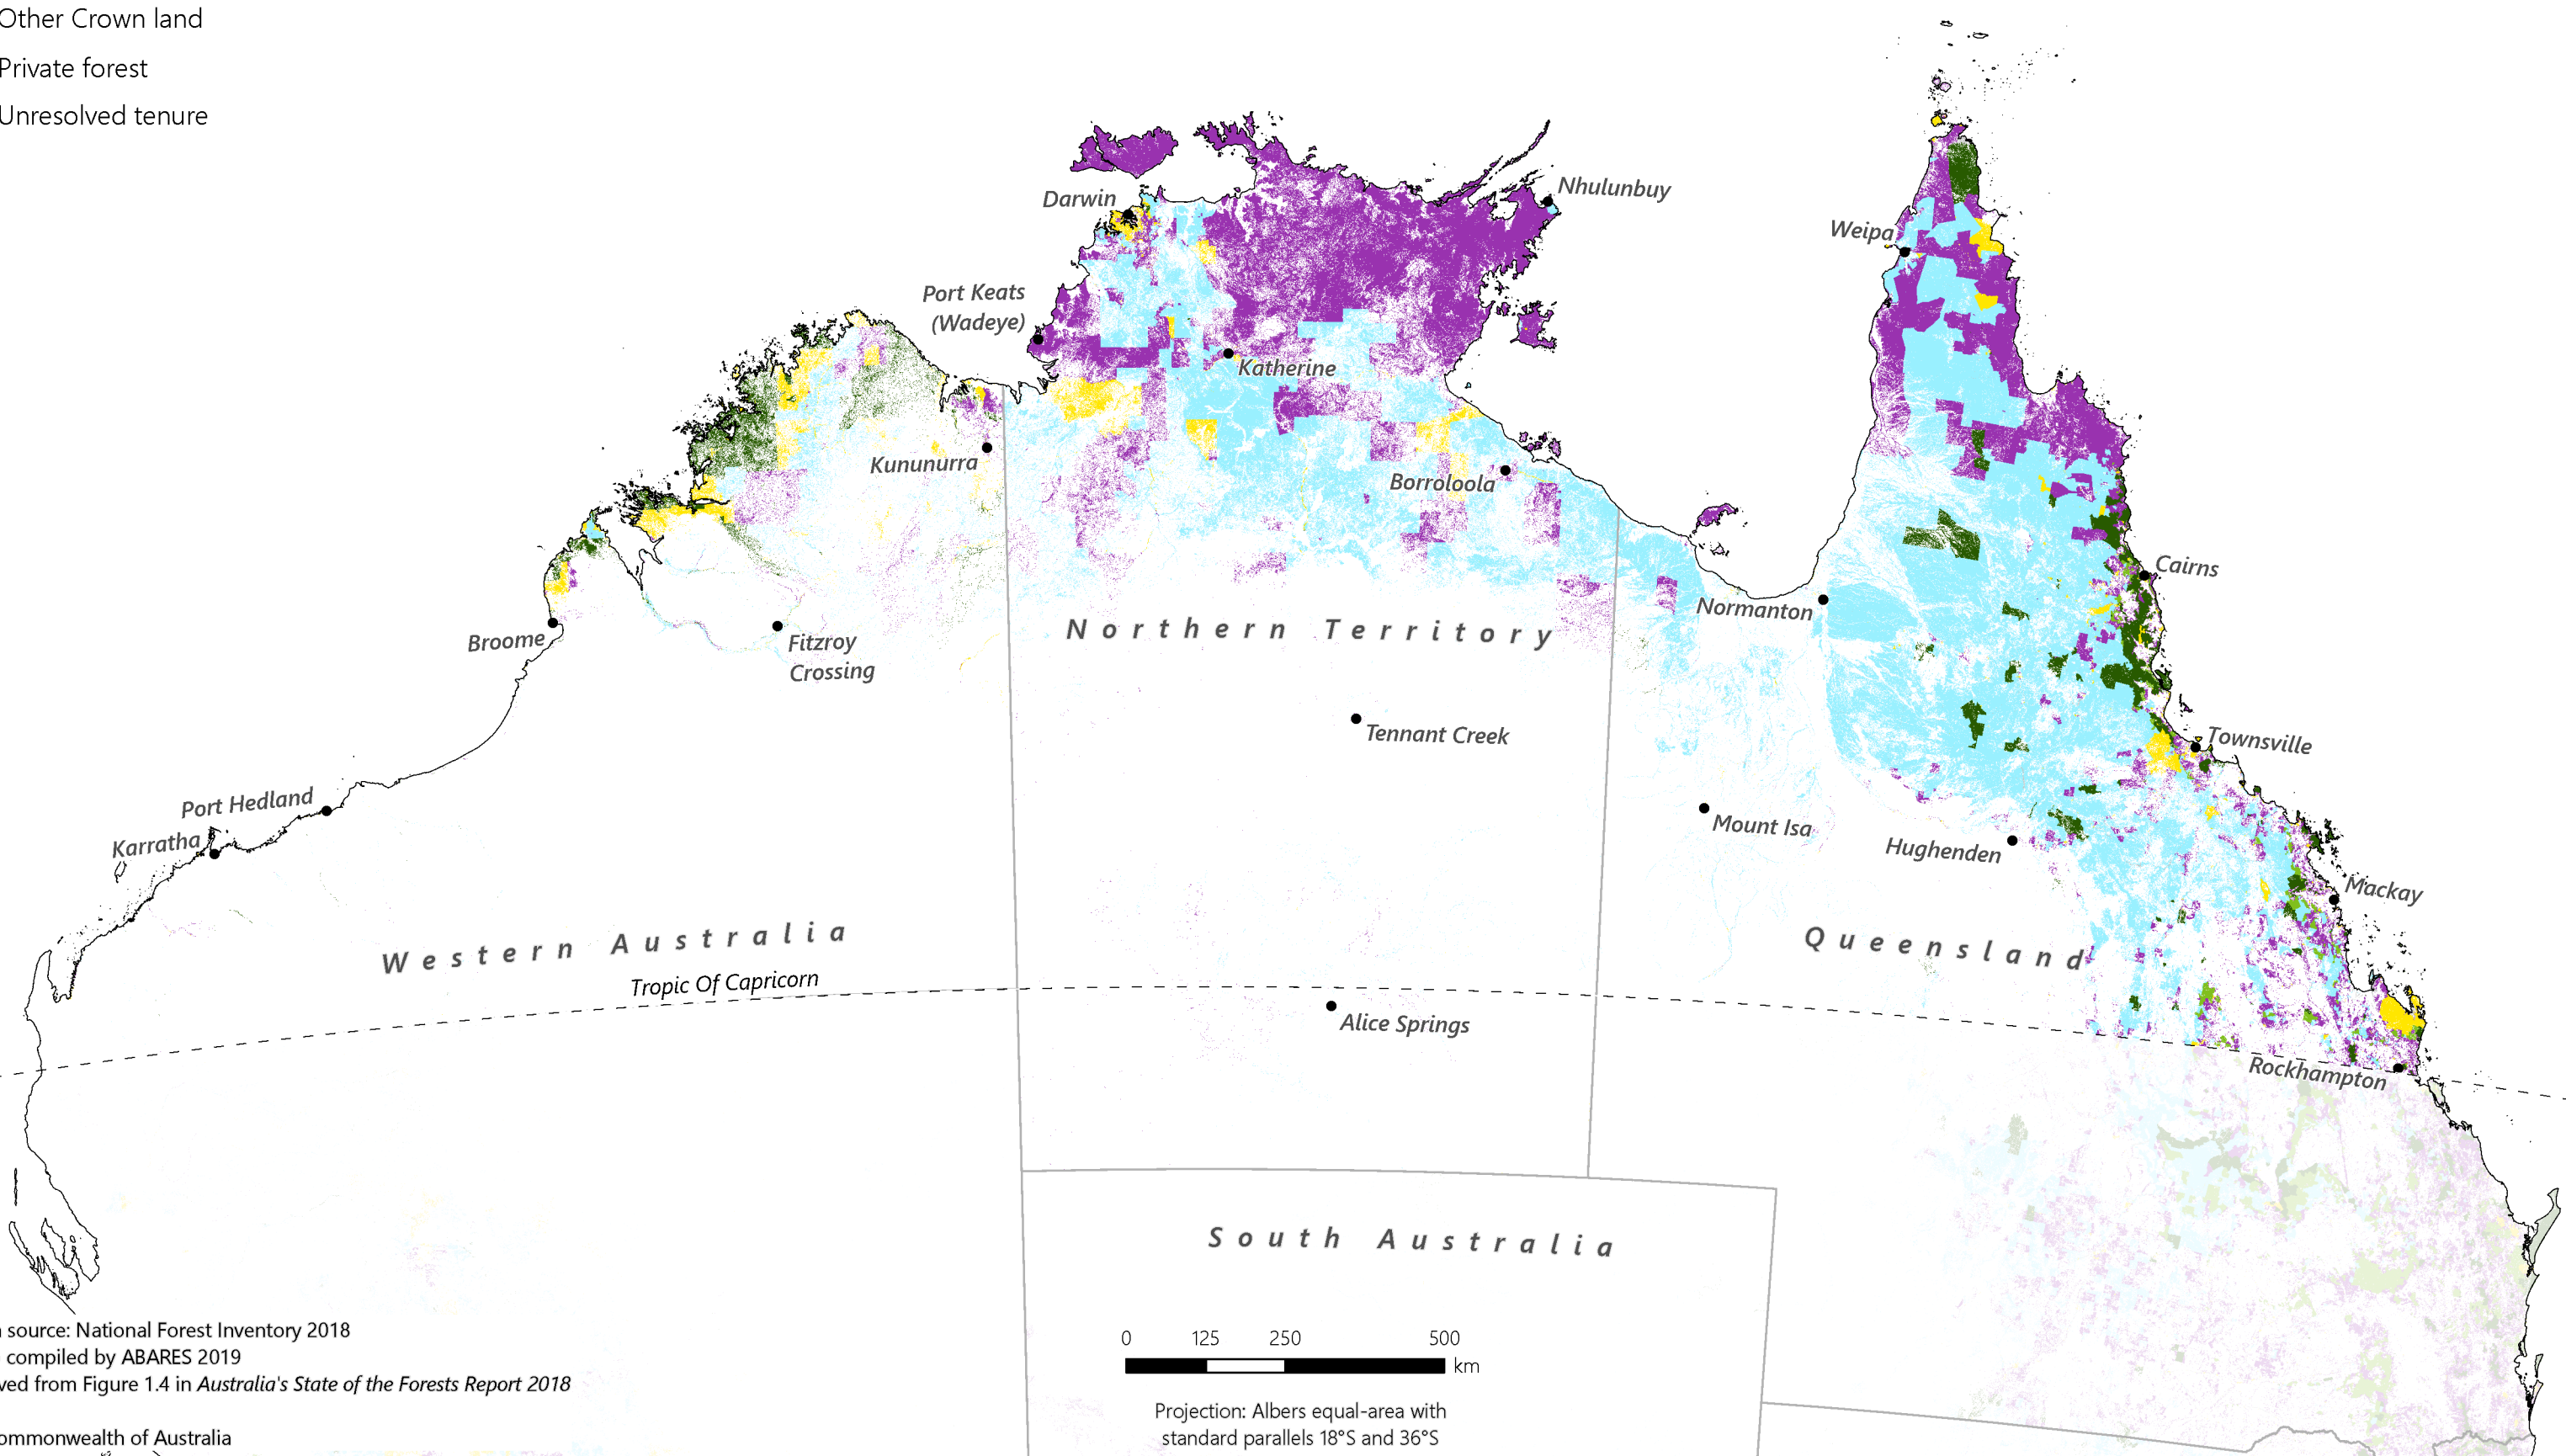 Other Crown land
Private forest
Unresolved tenure
Darwin
Nhulunbuy
Weipa
Port Keats
(Wadeye)
Katherine
Kununurra
Borroloola
Cairns
Normanton
Broome
Fitzroy
Crossing
Northern Territory
Tennant Creek
Townsville
Port Hedland
Karratha
Mount Isa
Hughenden
Mackay
Western Australia
Queensland
Tropic Of Capricorn
Alice Springs
Rockhampton
South Australia
source: National Forest Inventory 2018
compiled by ABARES 2019
ved from Figure 1.4 in Australia's State of the Forests Report 2018
ommonwealth of Australia
0 125 250 500
km
Projection: Albers equal-area with
standard parallels 18°S and 36°S